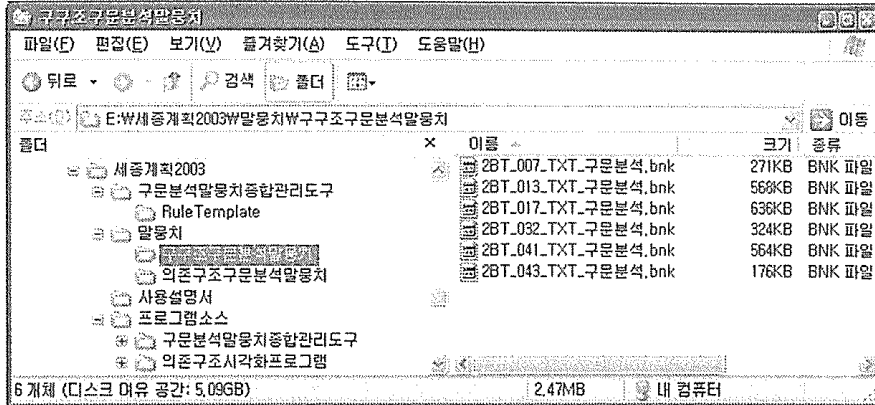 구구조구문분석말뭉치
파일(F) 편집(E) 보기(V) 즐겨찾기(A) 도구(T) 도움말(H)
뒤로 검색 폴더
주소(D) E:₩세종계획2003₩말뭉치₩구구조구문분석말뭉치 이동
폴더 × 이름 크기 종류
세종계획2003
구문분석말뭉치종합관리도구
RuleTemplate
말뭉치
구구조구문분석말뭉치
의존구조구문분석말뭉치
사용설명서
프로그램소스
구문분석말뭉치종합관리도구
의존구조시각화프로그램
2BT_007_TXT_구문분석.bnk 271KB BNK 파일
2BT_013_TXT_구문분석.bnk 568KB BNK 파일
2BT_017_TXT_구문분석.bnk 636KB BNK 파일
2BT_032_TXT_구문분석.bnk 324KB BNK 파일
2BT_041_TXT_구문분석.bnk 564KB BNK 파일
2BT_043_TXT_구문분석.bnk 176KB BNK 파일
6 개체 (디스크 여유 공간: 5,09GB) 2,47MB 내 컴퓨터